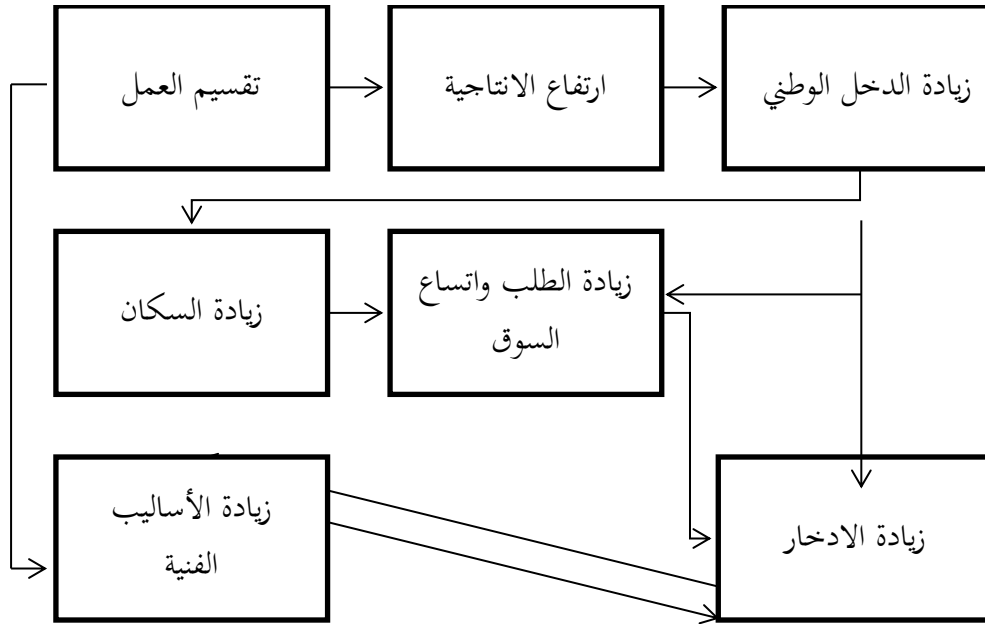 تقسيم العمل
ارتفاع الانتاجية
زيادة الدخل الوطني
زيادة السكان
زيادة الطلب واتساع
السوق
زيادة الأساليب
الفنية
زيادة الادخار